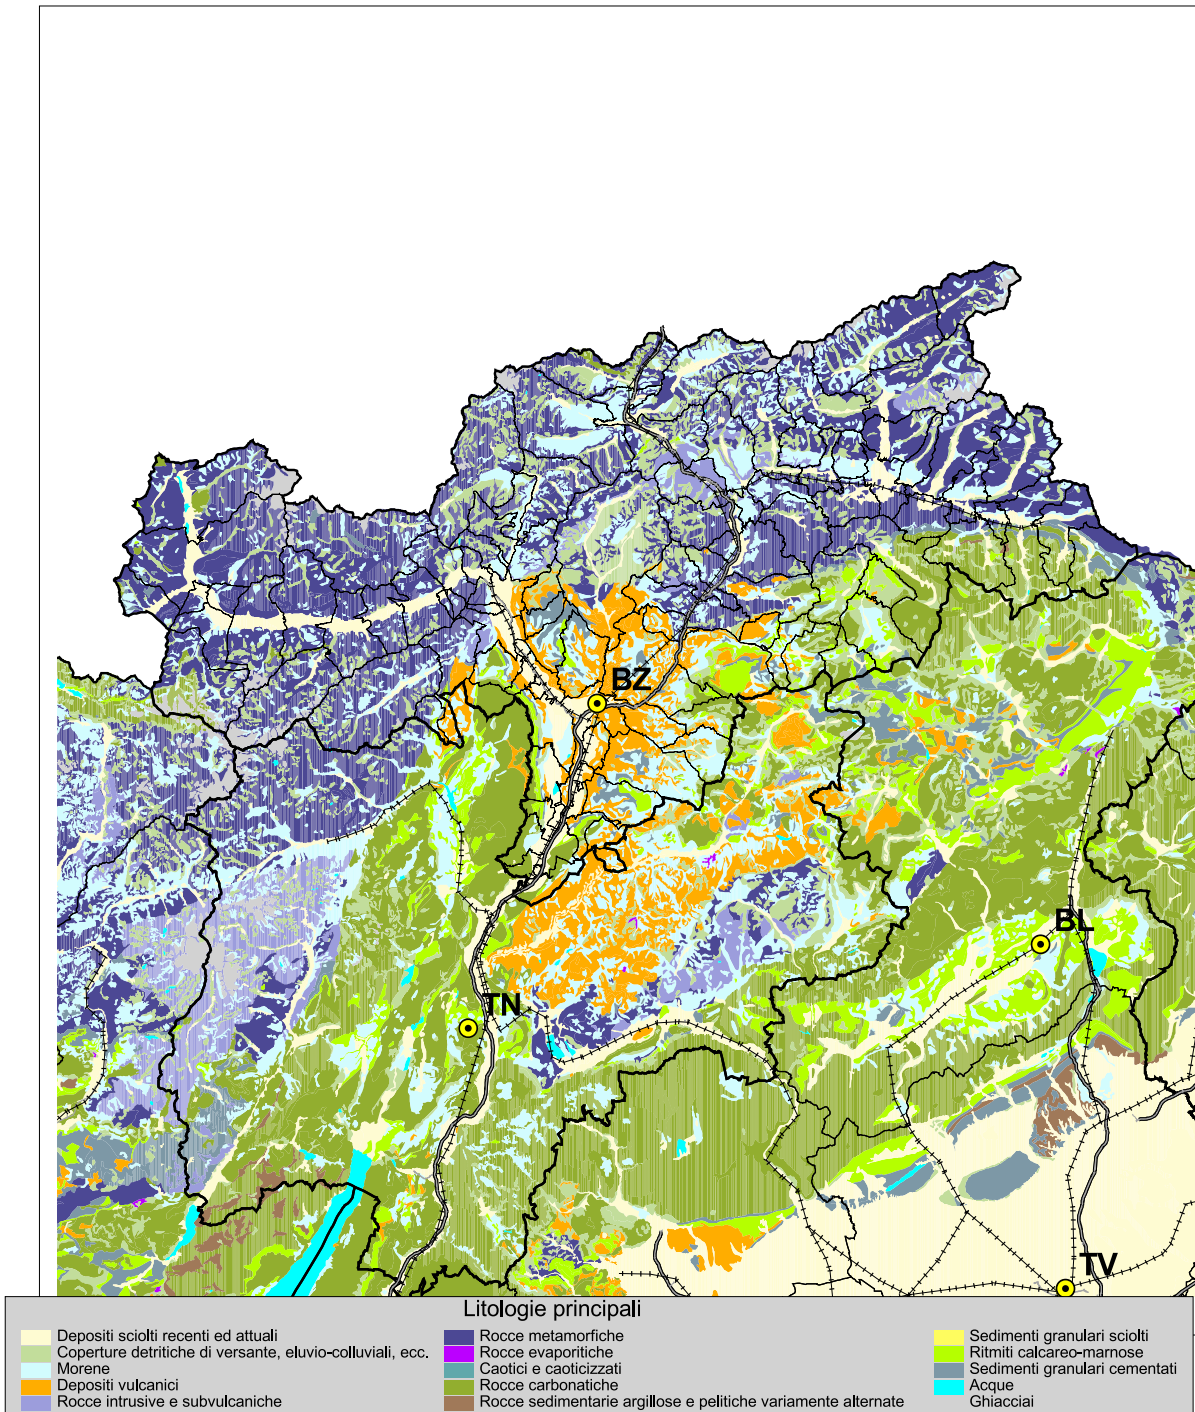 BZ
BL
TN
TV
Litologie principali
Depositi sciolti recenti ed attuali
Coperture detritiche di versante, eluvio-colluviali, ecc.
Morene
Depositi vulcanici
Rocce intrusive e subvulcaniche
Rocce metamorfiche
Rocce evaporitiche
Caotici e caoticizzati
Rocce carbonatiche
Rocce sedimentarie argillose e pelitiche variamente alternate
Sedimenti granulari sciolti
Ritmiti calcareo-marnose
Sedimenti granulari cementati
Acque
Ghiacciai